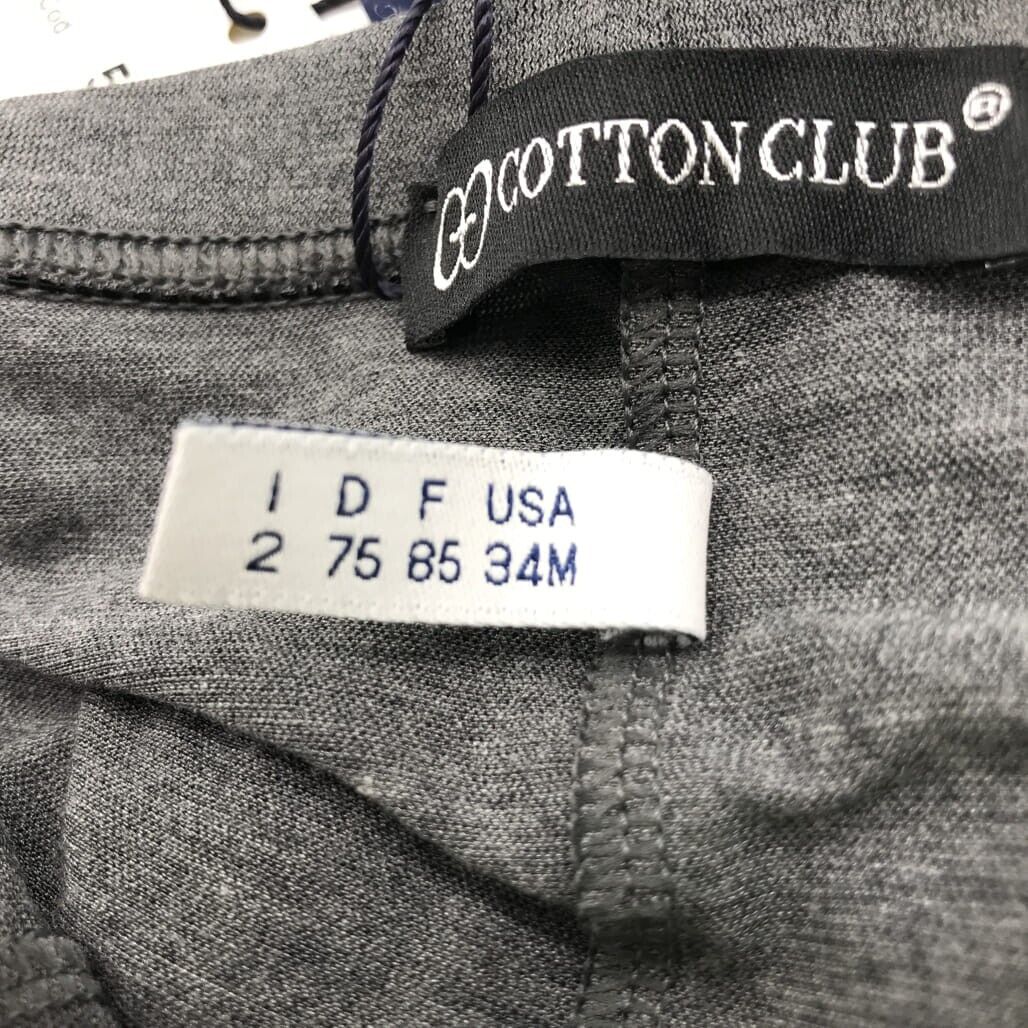 COTTON CLUB ®
I D F USA
2 75 85 34M